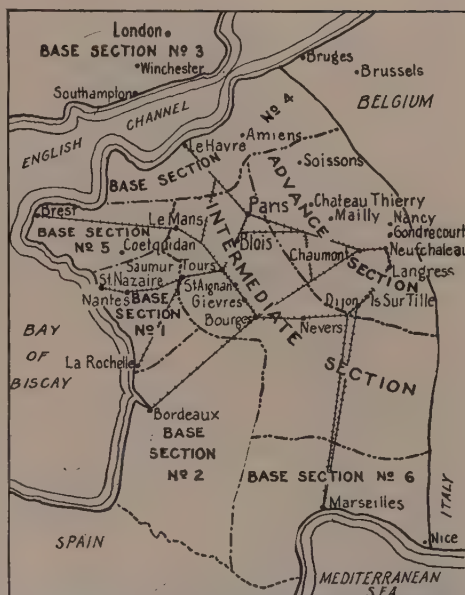 London
BASE SECTION Nº 3
Winchester
Southampton
Bruges
Brussels
BELGIUM
ENGLISH CHANNEL
Nº 4
Le Havre
Amiens
BASE SECTION
ADVANCE SECTION
Soissons
Paris
Chateau Thierry
Mailly
Nancy
Gondrecourt
Neufchateau
Brest
Le Mans
INTERMEDIATE SECTION
Blois
BASE SECTION
Nº 5
Coetquidan
Chaumont
Langress
Saumur
Tours
St. Nazaire
St Aignan
Gièvres
Dijon
Is Sur Tille
Nantes
BASE
SECTION
Nº 1
Bourges
Nevers
BAY
OF
BISCAY
La Rochelle
Bordeaux
BASE
SECTION
Nº 2
BASE SECTION Nº 6
Marseilles
ITALY
SPAIN
Nice
MEDITERRANEAN
SEA